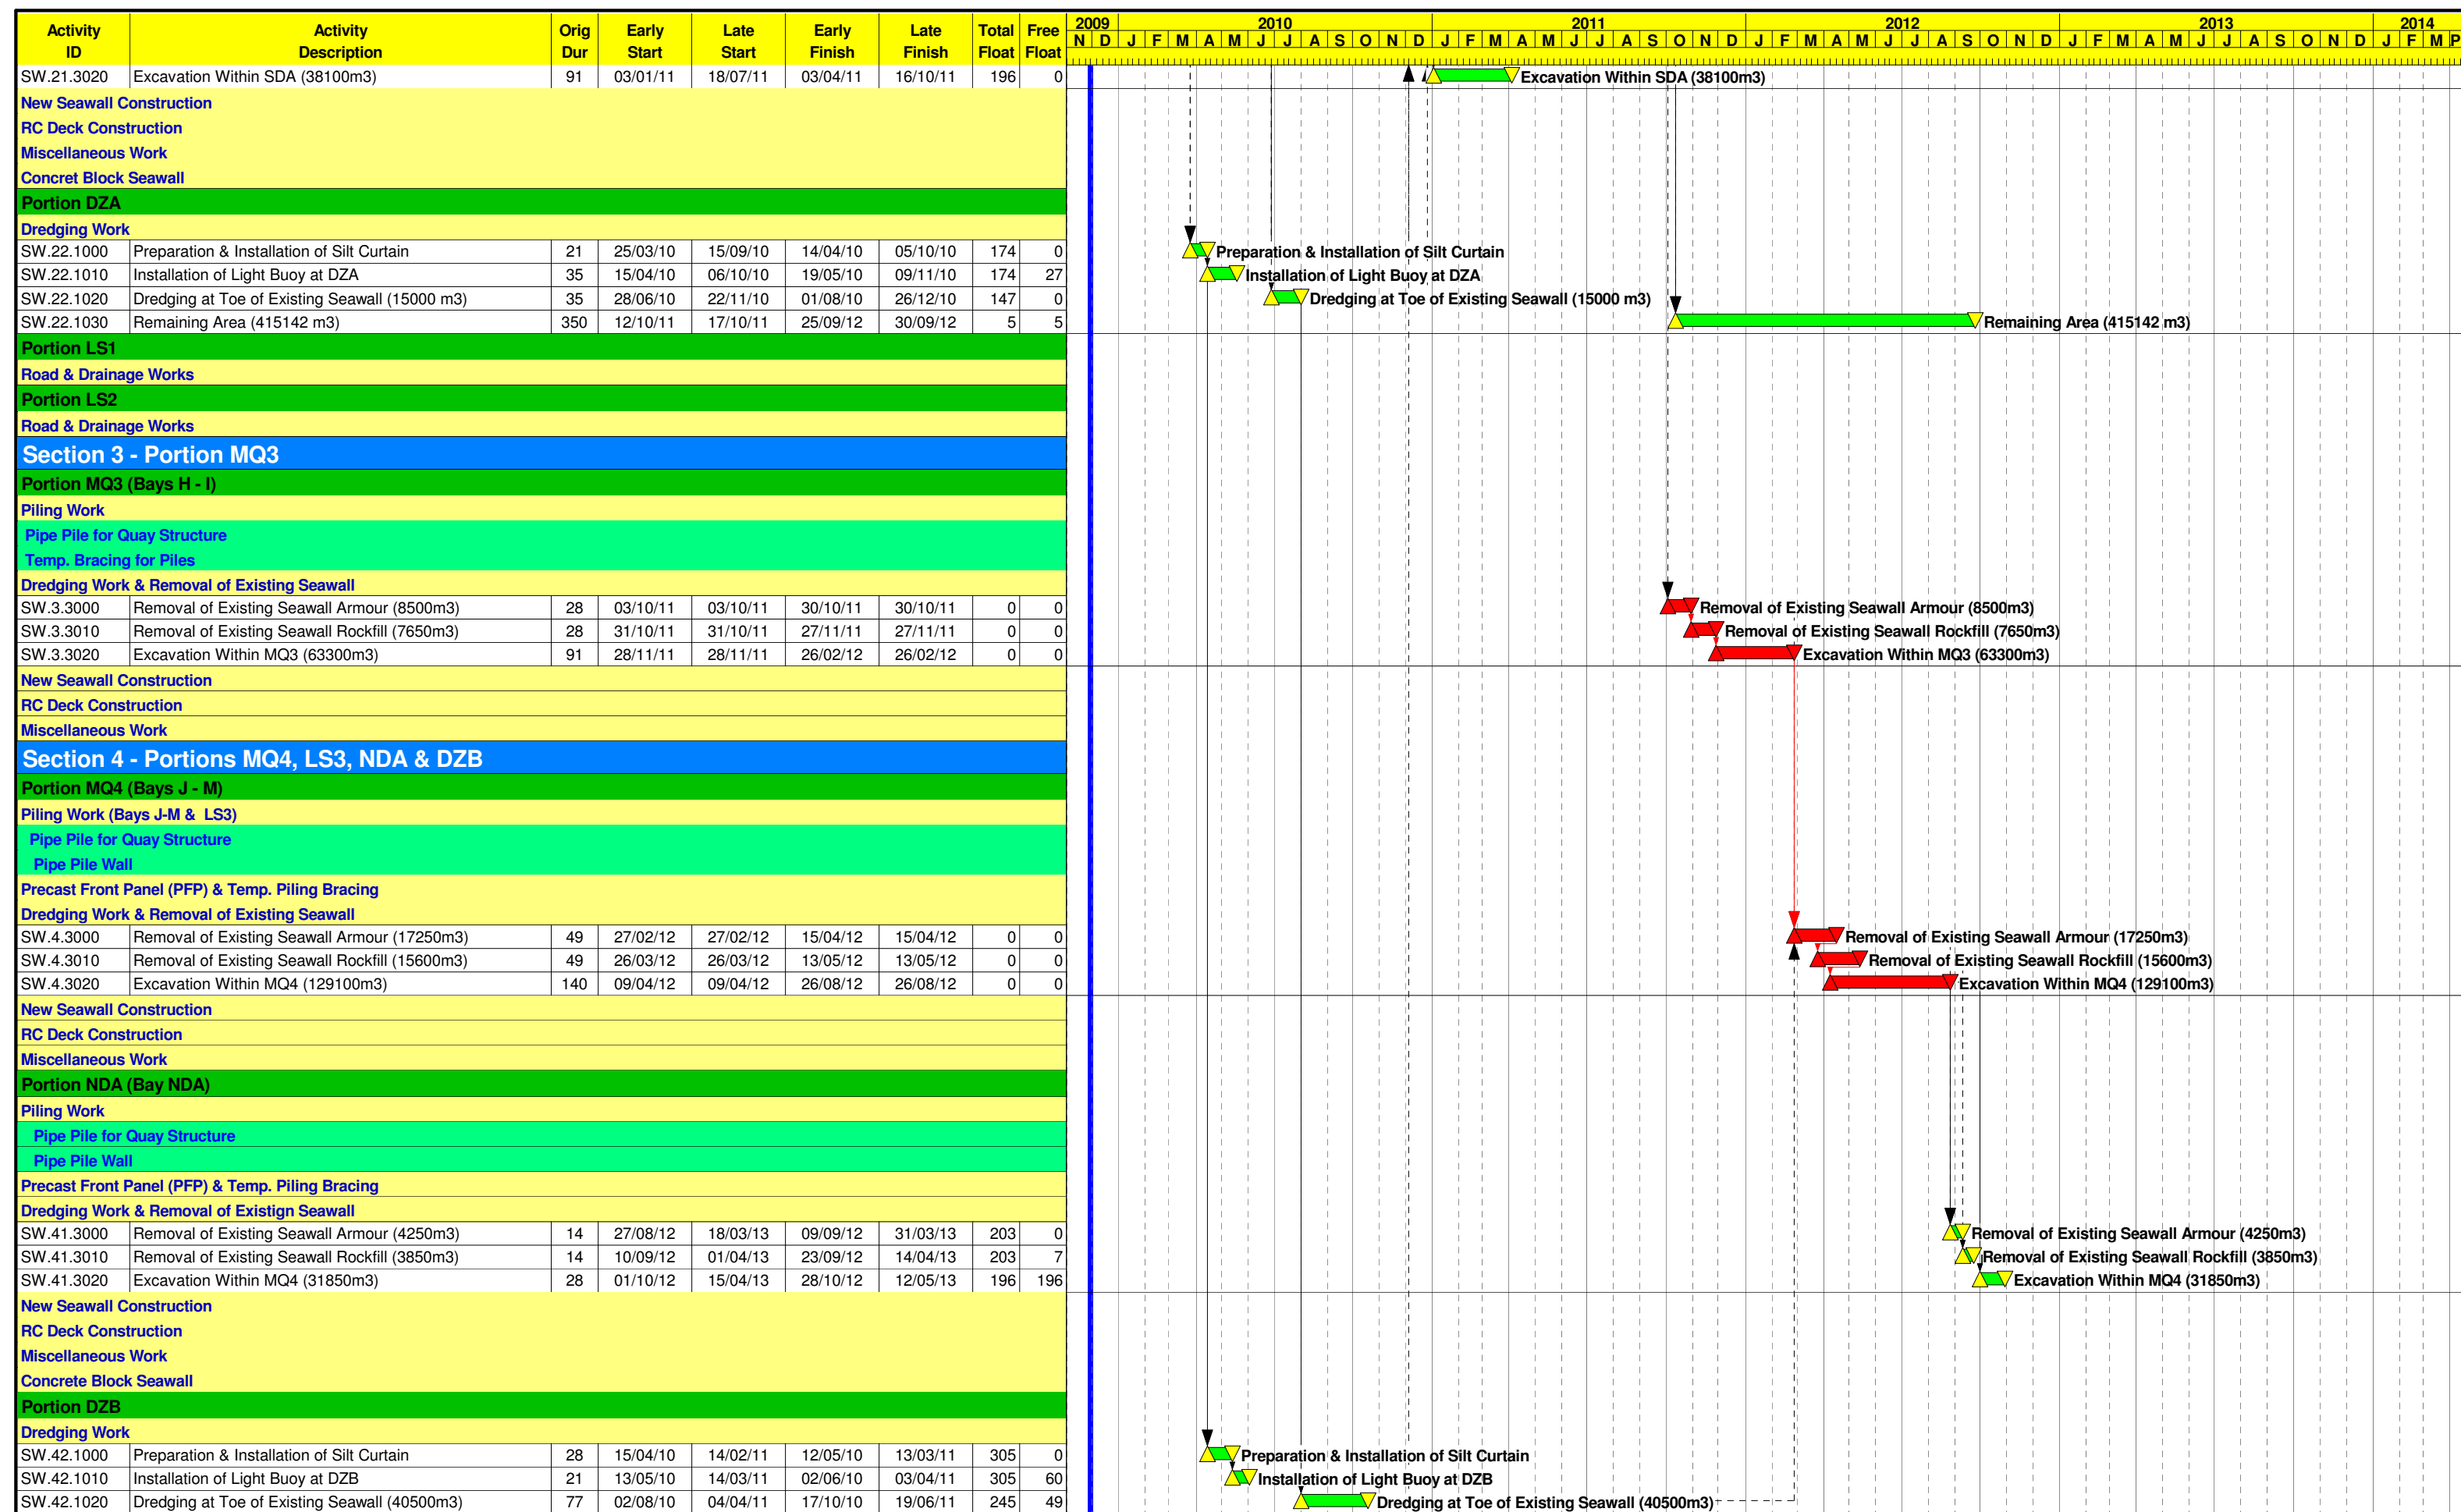 Activity ID Activity Description Orig Dur Early Start Late Start Early Finish Late Finish Total Float Free Float
2009 2010 2011 2012 2013 2014
N D J F M A M J J A S O N D J F M A M J J A S O N D J F M A M J J A S O N D J F M A M J J A S O N D J F M P
SW.21.3020 Excavation Within SDA (38100m3) 91 03/01/11 18/07/11 03/04/11 16/10/11 196 0 Excavation Within SDA (38100m3)
New Seawall Construction
RC Deck Construction
Miscellaneous Work
Concret Block Seawall
Portion DZA
Dredging Work
SW.22.1000 Preparation & Installation of Silt Curtain 21 25/03/10 15/09/10 14/04/10 05/10/10 174 0 Preparation & Installation of Silt Curtain
SW.22.1010 Installation of Light Buoy at DZA 35 15/04/10 06/10/10 19/05/10 09/11/10 174 27 Installation of Light Buoy at DZA
SW.22.1020 Dredging at Toe of Existing Seawall (15000 m3) 35 28/06/10 22/11/10 01/08/10 26/12/10 147 0 Dredging at Toe of Existing Seawall (15000 m3)
SW.22.1030 Remaining Area (415142 m3) 350 12/10/11 17/10/11 25/09/12 30/09/12 5 5 Remaining Area (415142 m3)
Portion LS1
Road & Drainage Works
Portion LS2
Road & Drainage Works
Section 3 - Portion MQ3
Portion MQ3 (Bays H - I)
Piling Work
Pipe Pile for Quay Structure
Temp. Bracing for Piles
Dredging Work & Removal of Existing Seawall
SW.3.3000 Removal of Existing Seawall Armour (8500m3) 28 03/10/11 03/10/11 30/10/11 30/10/11 0 0 Removal of Existing Seawall Armour (8500m3)
SW.3.3010 Removal of Existing Seawall Rockfill (7650m3) 28 31/10/11 31/10/11 27/11/11 27/11/11 0 0 Removal of Existing Seawall Rockfill (7650m3)
SW.3.3020 Excavation Within MQ3 (63300m3) 91 28/11/11 28/11/11 26/02/12 26/02/12 0 0 Excavation Within MQ3 (63300m3)
New Seawall Construction
RC Deck Construction
Miscellaneous Work
Section 4 - Portions MQ4, LS3, NDA & DZB
Portion MQ4 (Bays J - M)
Piling Work (Bays J-M & LS3)
Pipe Pile for Quay Structure
Pipe Pile Wall
Precast Front Panel (PFP) & Temp. Piling Bracing
Dredging Work & Removal of Existing Seawall
SW.4.3000 Removal of Existing Seawall Armour (17250m3) 49 27/02/12 27/02/12 15/04/12 15/04/12 0 0 Removal of Existing Seawall Armour (17250m3)
SW.4.3010 Removal of Existing Seawall Rockfill (15600m3) 49 26/03/12 26/03/12 13/05/12 13/05/12 0 0 Removal of Existing Seawall Rockfill (15600m3)
SW.4.3020 Excavation Within MQ4 (129100m3) 140 09/04/12 09/04/12 26/08/12 26/08/12 0 0 Excavation Within MQ4 (129100m3)
New Seawall Construction
RC Deck Construction
Miscellaneous Work
Portion NDA (Bay NDA)
Piling Work
Pipe Pile for Quay Structure
Pipe Pile Wall
Precast Front Panel (PFP) & Temp. Piling Bracing
Dredging Work & Removal of Existign Seawall
SW.41.3000 Removal of Existing Seawall Armour (4250m3) 14 27/08/12 18/03/13 09/09/12 31/03/13 203 0 Removal of Existing Seawall Armour (4250m3)
SW.41.3010 Removal of Existing Seawall Rockfill (3850m3) 14 10/09/12 01/04/13 23/09/12 14/04/13 203 7 Removal of Existing Seawall Rockfill (3850m3)
SW.41.3020 Excavation Within MQ4 (31850m3) 28 01/10/12 15/04/13 28/10/12 12/05/13 196 196 Excavation Within MQ4 (31850m3)
New Seawall Construction
RC Deck Construction
Miscellaneous Work
Concrete Block Seawall
Portion DZB
Dredging Work
SW.42.1000 Preparation & Installation of Silt Curtain 28 15/04/10 14/02/11 12/05/10 13/03/11 305 0 Preparation & Installation of Silt Curtain
SW.42.1010 Installation of Light Buoy at DZB 21 13/05/10 14/03/11 02/06/10 03/04/11 305 60 Installation of Light Buoy at DZB
SW.42.1020 Dredging at Toe of Existing Seawall (40500m3) 77 02/08/10 04/04/11 17/10/10 19/06/11 245 49 Dredging at Toe of Existing Seawall (40500m3)